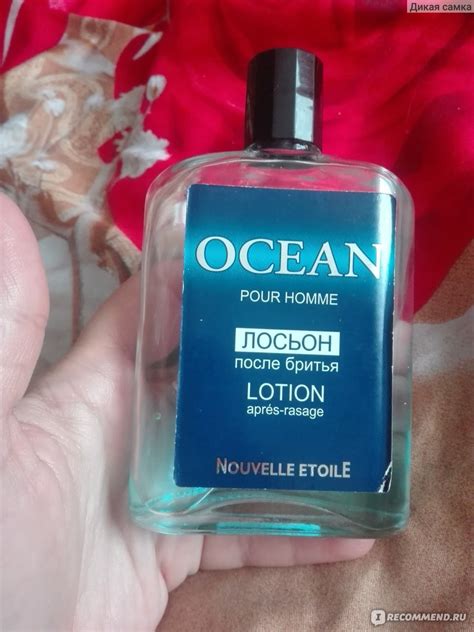 Дикая самка
OCEAN
POUR HOMME
ЛОСЬОН
после бритья
LOTION
aprés-rasage
NOUVELLE ETOILE
I RECOMMEND.RU